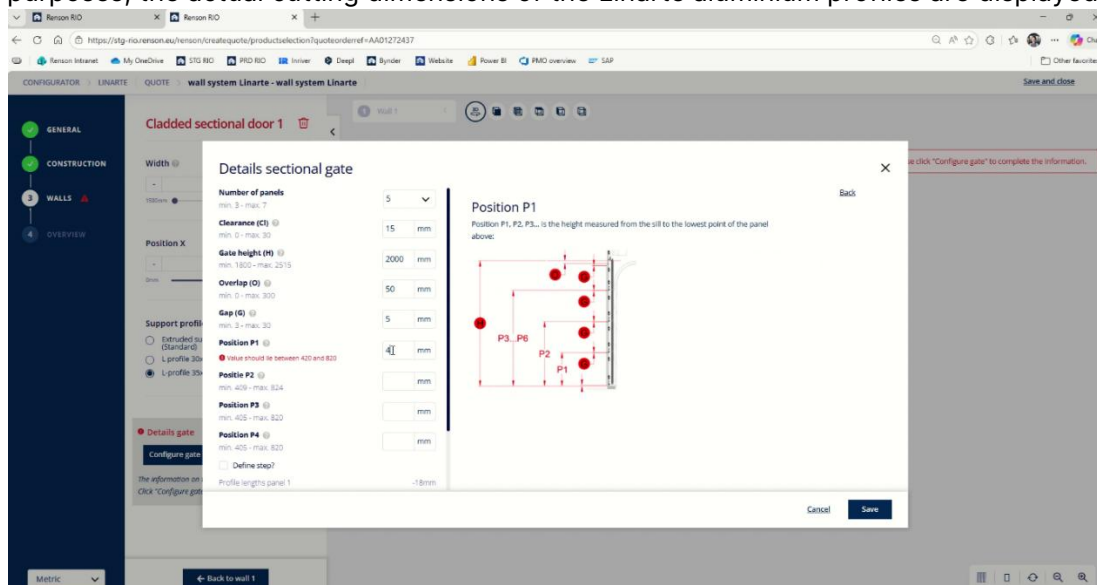 purposes, the actual cutting dimensions of the Linarte aluminium profiles are displayed
Renson RIO
Renson RIO
https://stg-rio.renson.eu/renson/createquote/productselection?quoteorderref=AA01272437
Renson Intranet
My OneDrive
STG RIO
PRD RIO
Inriver
Deepl
Bynder
Website
Power BI
PMO overview
SAP
Other favorites
CONFIGURATOR
LINARTE
QUOTE
wall system Linarte - wall system Linarte
Save and close
GENERAL
CONSTRUCTION
3 WALLS
4 OVERVIEW
Cladded sectional door 1
Wall 1
Width
-
Position X
-
0mm
Support profil
Extruded su
(Standard)
L profile 30x
L-profile 35x
Details gate
Configure gate
The information on
Click "Configure gate
se click "Configure gate" to complete the information.
Details sectional gate
Number of panels
min. 3 - max. 7
5
Clearance (Cl)
min. 0 - max. 30
15 mm
Gate height (H)
min. 1800 - max. 2515
2000 mm
Overlap (O)
min. 0 - max. 300
50 mm
Gap (G)
min. 3 - max. 20
5 mm
Position P1
Value should lie between 420 and 820
4 mm
Positie P2
min. 409 - max. 824
mm
Position P3
min. 405 - max. 820
mm
Position P4
min. 405 - max. 820
mm
Define step?
Profile lengths panel 1
-18mm
Back
Position P1
Position P1, P2, P3... is the height measured from the sill to the lowest point of the panel
above:
H
P3...P6
P2
P1
Cancel
Save
Metric
Back to wall 1